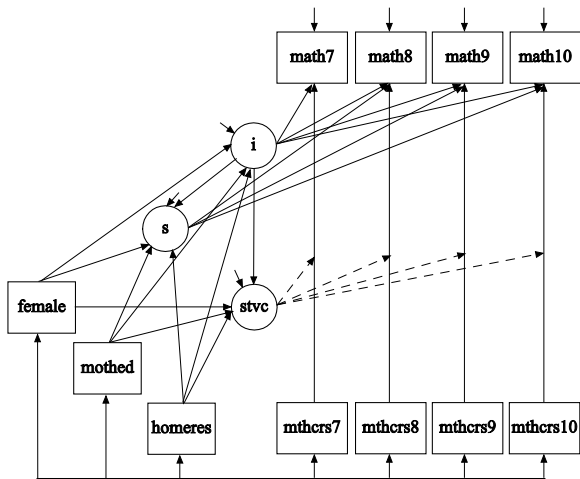 math7 math8 math9 math10
i
s
female
stvc
mothed
homeres
mthcrs7 mthcrs8 mthcrs9 mthcrs10